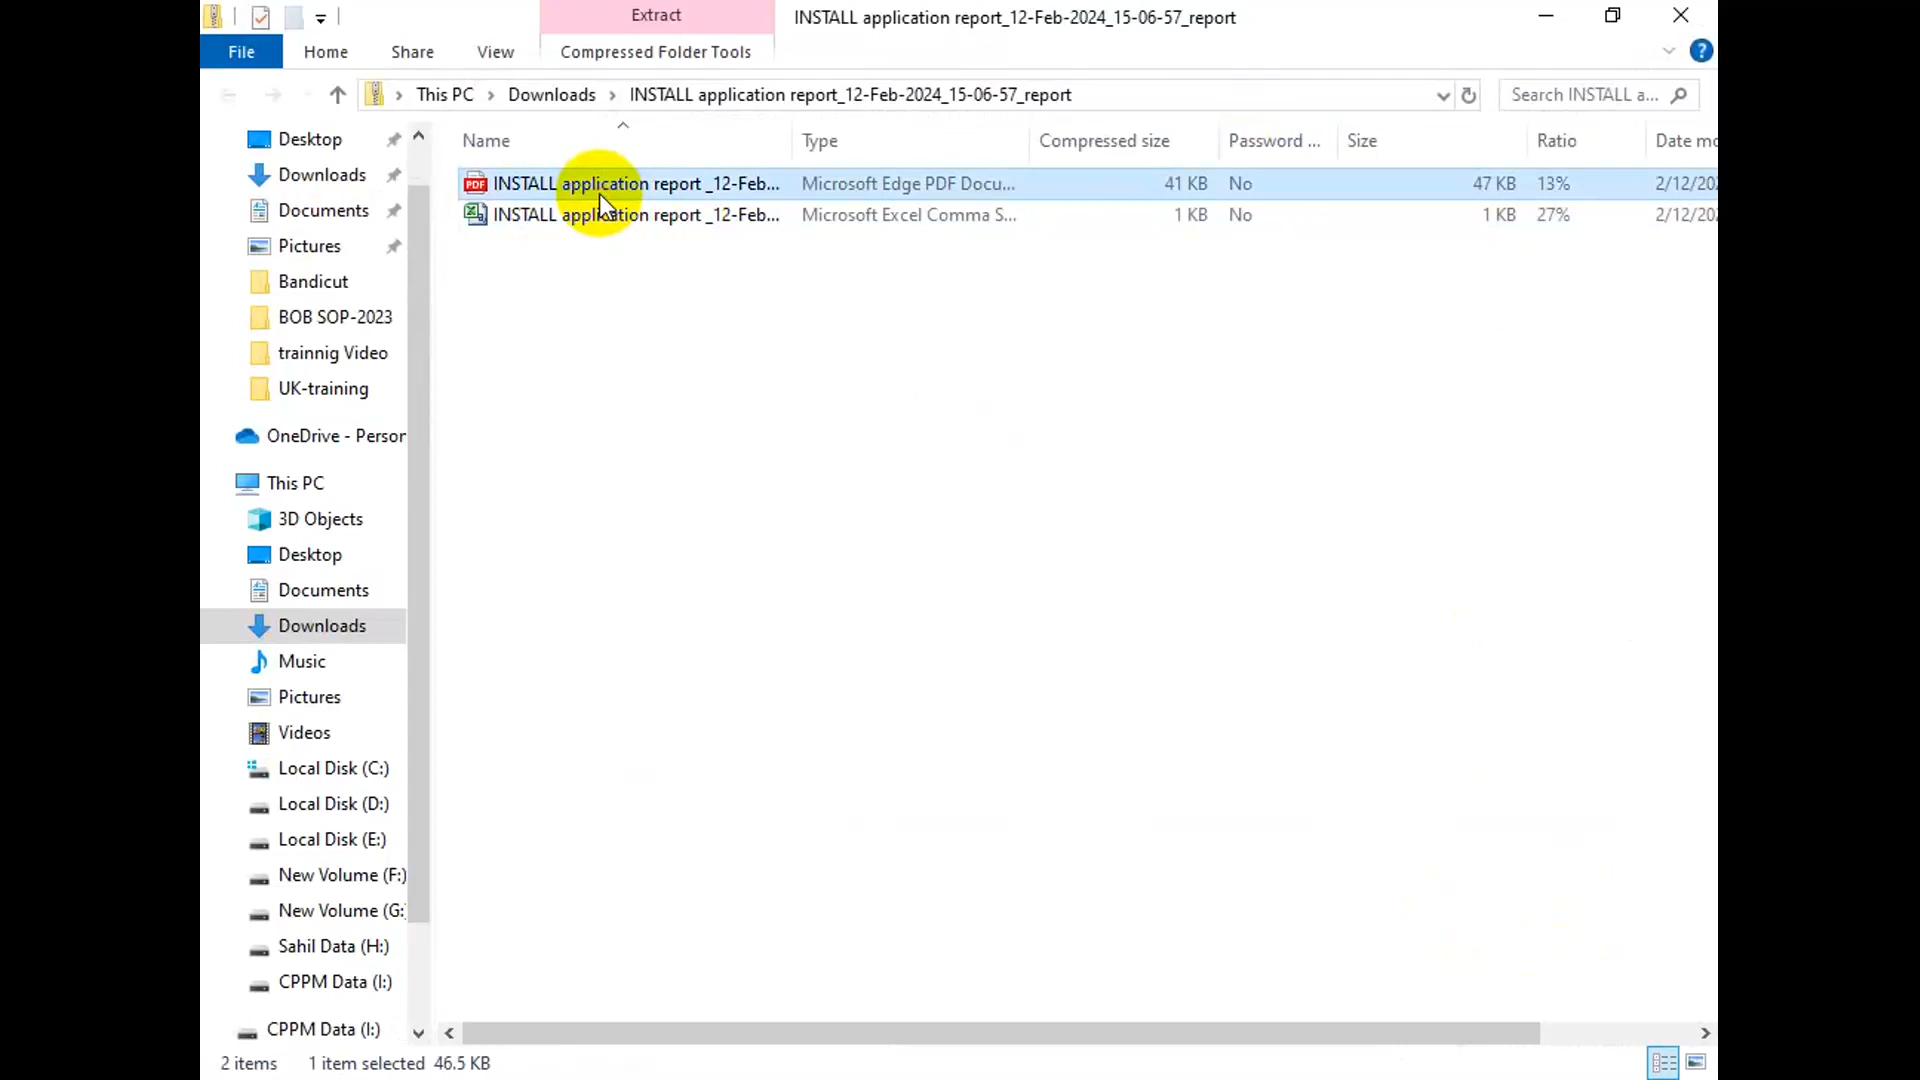 Extract
INSTALL application report_12-Feb-2024_15-06-57_report
File
Home
Share
View
Compressed Folder Tools
This PC
Downloads
INSTALL application report_12-Feb-2024_15-06-57_report
Search INSTALL a...
Name
Type
Compressed size
Password ...
Size
Ratio
Date mo
INSTALL application report _12-Feb... Microsoft Edge PDF Docu... 41 KB No 47 KB 13% 2/12/20
INSTALL application report _12-Feb... Microsoft Excel Comma S... 1 KB No 1 KB 27% 2/12/20
Desktop
Downloads
Documents
Pictures
Bandicut
BOB SOP-2023
trainnig Video
UK-training
OneDrive - Person
This PC
3D Objects
Desktop
Documents
Downloads
Music
Pictures
Videos
Local Disk (C:)
Local Disk (D:)
Local Disk (E:)
New Volume (F:)
New Volume (G:
Sahil Data (H:)
CPPM Data (I:)
CPPM Data (I:)
2 items 1 item selected 46.5 KB